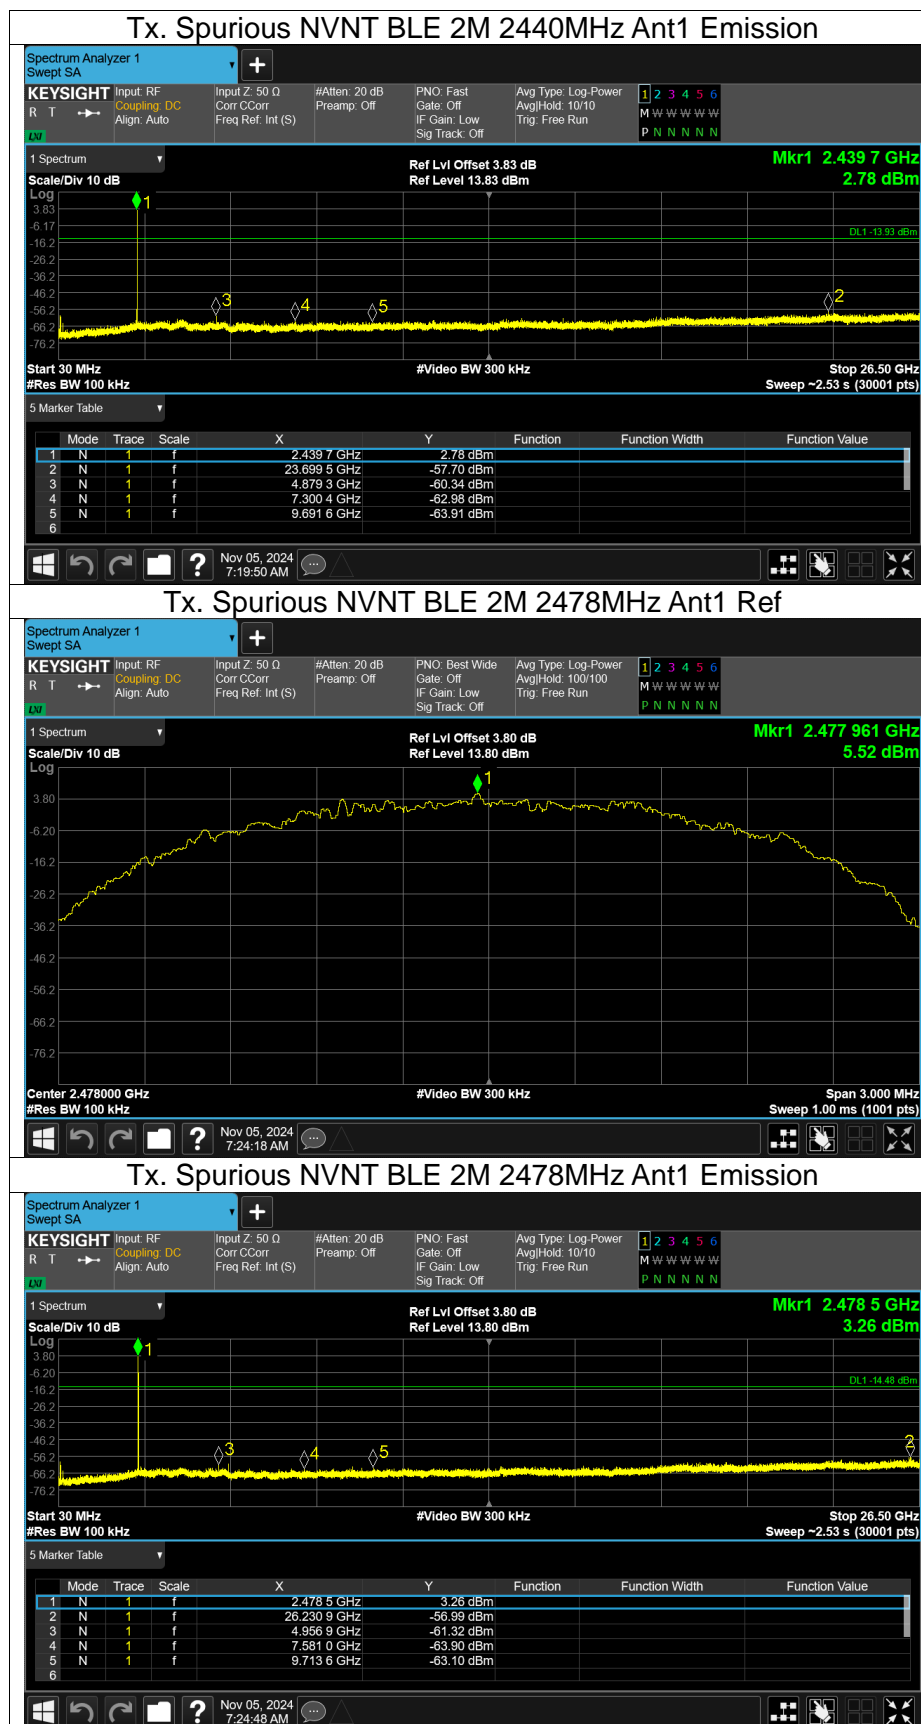 Tx. Spurious NVNT BLE 2M 2440MHz Ant1 Emission
Spectrum Analyzer 1
Swept SA
KEYSIGHT Input: RF Input Z: 50 Ω #Atten: 20 dB PNO: Fast Avg Type: Log-Power 1 2 3 4 5 6
R T Coupling: DC Corr CCorr Preamp: Off Gate: Off Avg|Hold: 10/10 M W W W W W
Align: Auto Freq Ref: Int (S) IF Gain: Low Trig: Free Run
LXI Sig Track: Off P N N N N N
1 Spectrum Ref Lvl Offset 3.83 dB Mkr1 2.439 7 GHz
Scale/Div 10 dB Ref Level 13.83 dBm 2.78 dBm
Log
1
3.83
-6.17
DL1 -13.93 dBm
-16.2
-26.2
-36.2
-46.2
3 4 5 2
-56.2
-66.2
-76.2
Start 30 MHz #Video BW 300 kHz Stop 26.50 GHz
#Res BW 100 kHz Sweep ~2.53 s (30001 pts)
5 Marker Table
Mode Trace Scale X Y Function Function Width Function Value
1 N 1 f 2.439 7 GHz 2.78 dBm
2 N 1 f 23.699 5 GHz -57.70 dBm
3 N 1 f 4.879 3 GHz -60.34 dBm
4 N 1 f 7.300 4 GHz -62.98 dBm
5 N 1 f 9.691 6 GHz -63.91 dBm
6
? Nov 05, 2024
7:19:50 AM
Tx. Spurious NVNT BLE 2M 2478MHz Ant1 Ref
Spectrum Analyzer 1
Swept SA
KEYSIGHT Input: RF Input Z: 50 Ω #Atten: 20 dB PNO: Best Wide Avg Type: Log-Power 1 2 3 4 5 6
R T Coupling: DC Corr CCorr Preamp: Off Gate: Off Avg|Hold: 100/100 M W W W W W
Align: Auto Freq Ref: Int (S) IF Gain: Low Trig: Free Run
LXI Sig Track: Off P N N N N N
1 Spectrum Ref Lvl Offset 3.80 dB Mkr1 2.477 961 GHz
Scale/Div 10 dB Ref Level 13.80 dBm 5.52 dBm
Log
1
3.80
-6.20
-16.2
-26.2
-36.2
-46.2
-56.2
-66.2
-76.2
Center 2.478000 GHz #Video BW 300 kHz Span 3.000 MHz
#Res BW 100 kHz Sweep 1.00 ms (1001 pts)
? Nov 05, 2024
7:24:18 AM
Tx. Spurious NVNT BLE 2M 2478MHz Ant1 Emission
Spectrum Analyzer 1
Swept SA
KEYSIGHT Input: RF Input Z: 50 Ω #Atten: 20 dB PNO: Fast Avg Type: Log-Power 1 2 3 4 5 6
R T Coupling: DC Corr CCorr Preamp: Off Gate: Off Avg|Hold: 10/10 M W W W W W
Align: Auto Freq Ref: Int (S) IF Gain: Low Trig: Free Run
LXI Sig Track: Off P N N N N N
1 Spectrum Ref Lvl Offset 3.80 dB Mkr1 2.478 5 GHz
Scale/Div 10 dB Ref Level 13.80 dBm 3.26 dBm
Log
1
3.80
-6.20
DL1 -14.48 dBm
-16.2
-26.2
-36.2
-46.2
3 4 5 2
-56.2
-66.2
-76.2
Start 30 MHz #Video BW 300 kHz Stop 26.50 GHz
#Res BW 100 kHz Sweep ~2.53 s (30001 pts)
5 Marker Table
Mode Trace Scale X Y Function Function Width Function Value
1 N 1 f 2.478 5 GHz 3.26 dBm
2 N 1 f 26.230 9 GHz -56.99 dBm
3 N 1 f 4.956 9 GHz -61.32 dBm
4 N 1 f 7.581 0 GHz -63.90 dBm
5 N 1 f 9.713 6 GHz -63.10 dBm
6
? Nov 05, 2024
7:24:48 AM